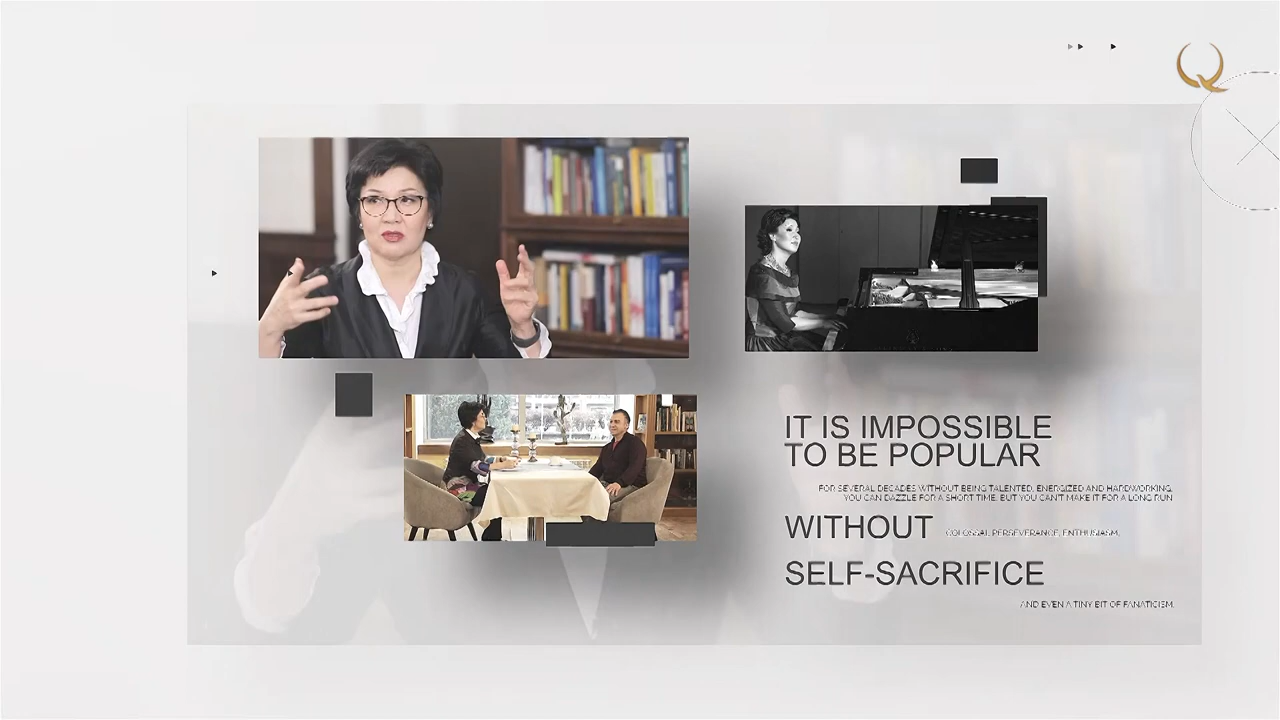 IT IS IMPOSSIBLE
TO BE POPULAR
FOR SEVERAL DECADES WITHOUT BEING TALENTED, ENERGIZED AND HARDWORKING.
YOU CAN DAZZLE FOR A SHORT TIME, BUT YOU CAN'T MAKE IT FOR A LONG RUN
WITHOUT COLOSSAL PERSEVERANCE, ENTHUSIASM,
SELF-SACRIFICE
AND EVEN A TINY BIT OF FANATICISM.